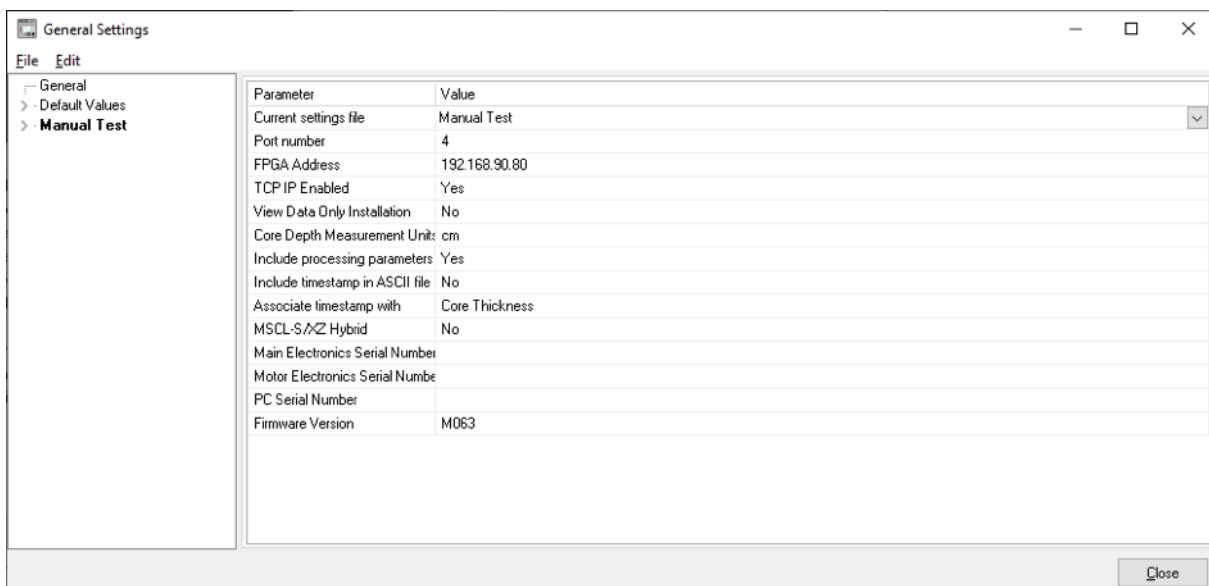 General Settings
File Edit
General
Default Values
Manual Test
Parameter Value
Current settings file Manual Test
Port number 4
FPGA Address 192.168.90.80
TCP IP Enabled Yes
View Data Only Installation No
Core Depth Measurement Units cm
Include processing parameters Yes
Include timestamp in ASCII file No
Associate timestamp with Core Thickness
MSCL-S/XZ Hybrid No
Main Electronics Serial Number
Motor Electronics Serial Numbe
PC Serial Number
Firmware Version M063
Close